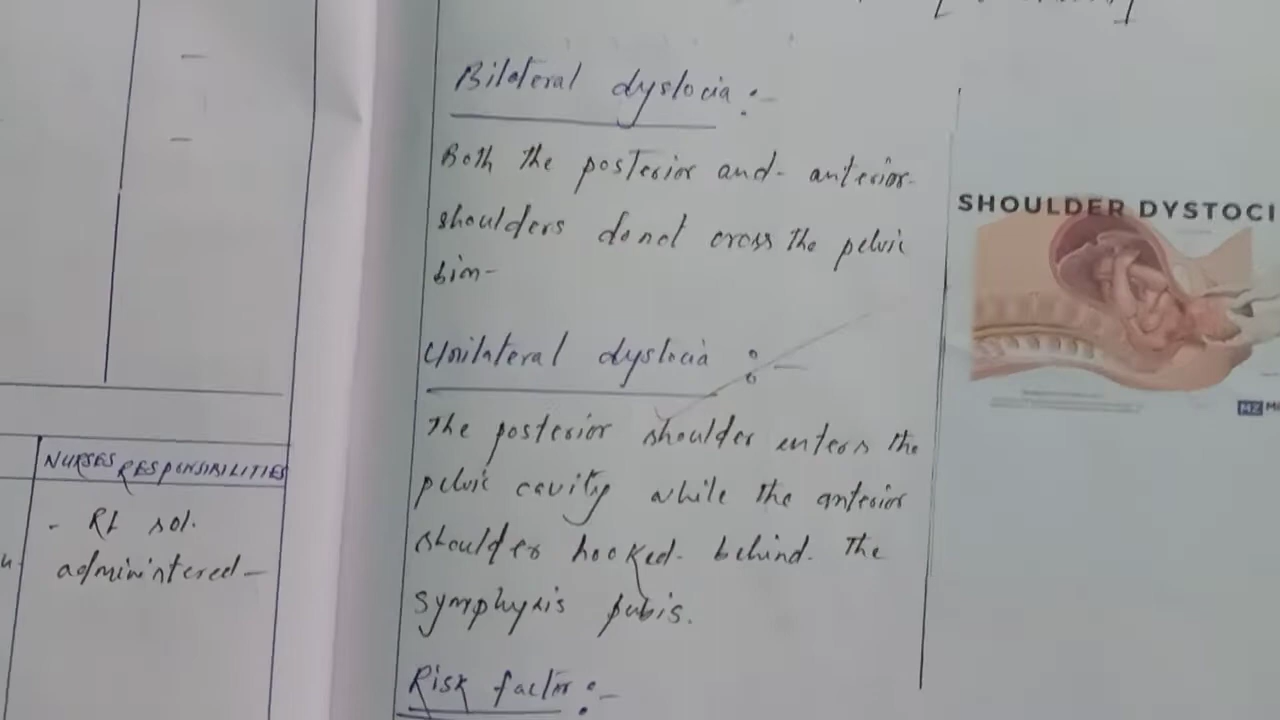 NURSES RESPONSIBILITIES
- RL sol.
administered -
Bilateral dystocia :-
Both the posterior and anterior
shoulders do not cross the pelvic
bim-
Unilateral dystocia :-
The posterior shoulder enters the
pelvic cavity while the anterior
shoulder hooked behind the
symphysis pubis.
Risk factor :-
SHOULDER DYSTOCI
MZ